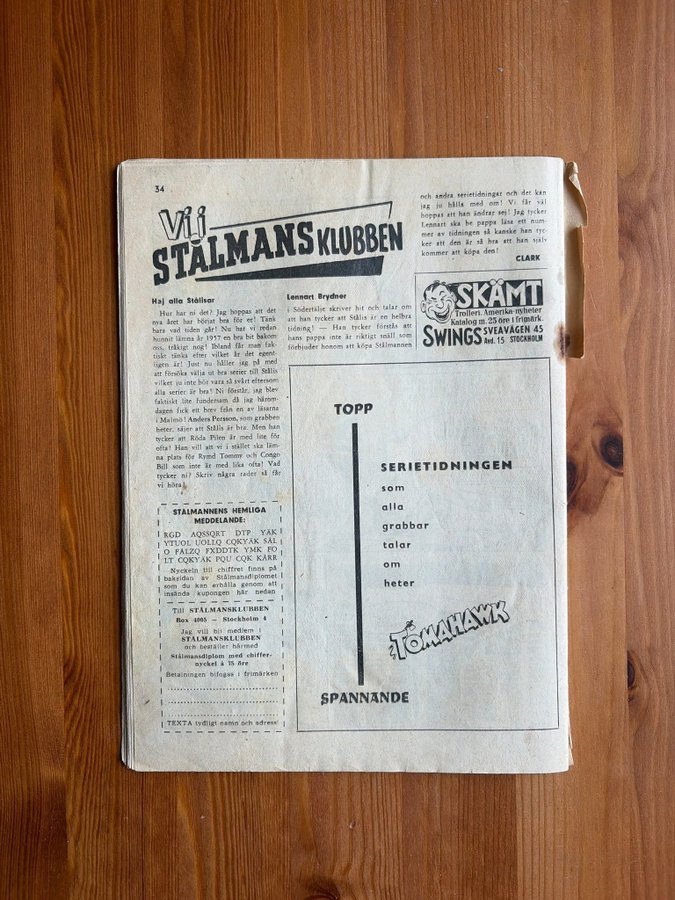 34
Vi i
STÅLMANSKLUBBEN
Hej alla Stålisar
Hur har ni det? Jag hoppas att det
nya året har börjat bra för er! Tänk
bara vad tiden går! Nu har vi redan
hunnit lämna år 1957 en bra bit bakom
oss, tråkigt nog! Ibland får man fak-
tiskt tänka efter vilket år det egent-
ligen är! Just nu håller jag på med
att försöka välja ut bra serier till Stålis
vilket ju inte bör vara så svårt eftersom
alla serier är bra! Ni förstår, jag blev
faktiskt lite fundersam då jag härom-
dagen fick ett brev från en av läsarna
i Malmö! Anders Persson, som grabben
heter, säjer att Stålis är bra. Men han
tycker att Röda Pilen är med lite för
ofta! Han vill att vi i stället ska läm-
na plats för Rymd Tommy och Congo
Bill som inte är med lika ofta! Vad
tycker ni? Skriv några rader så får
vi höra!
STÅLMANNENS HEMLIGA
MEDDELANDE:
RGD AQSSQRT DTP YÄK
YTUOL UOLLQ CQKYÄK SÄL
O FÄLZQ FXDDTK YMK FO
LT CQKYÄK PQU CQK KÄRR
Nyckeln till chiffret finns på
baksidan av Stålmansdiplomet
som du kan erhålla genom att
insända kupongen här nedan
Till STÅLMANSKLUBBEN
Box 4005 — Stockholm 4
Jag vill bli medlem i
STÅLMANSKLUBBEN
och beställer härmed
Stålmansdiplom med chiffer-
nyckel à 75 öre
Betalningen bifogas i frimärken
TEXTA tydligt namn och adress!
Lennart Brydner
i Södertälje skriver hit och talar om
att han tycker att Stålis är en helbra
tidning! — Han tycker förstås att
hans pappa inte är riktigt snäll som
förbjuder honom att köpa Stålmannen
och andra serietidningar och det kan
jag ju hålla med om! Vi får väl
hoppas att han ändrar sej! Jag tycker
Lennart ska be pappa läsa ett num-
mer av tidningen så kanske han tyc-
ker att den är så bra att han själv
kommer att köpa den!
CLARK
SKÄMT
Trolleri. Amerika-nyheter
Katalog m. 25 öre i frimärk.
SWINGS SVEAVÄGEN 45
Avd. 15 STOCKHOLM
TOPP
SERIETIDNINGEN
som
alla
grabbar
talar
om
heter
TOMAHAWK
SPÄNNANDE